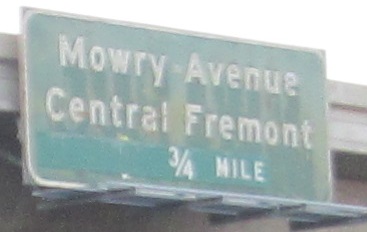 Mowry Avenue
Central Fremont
3/4 MILE